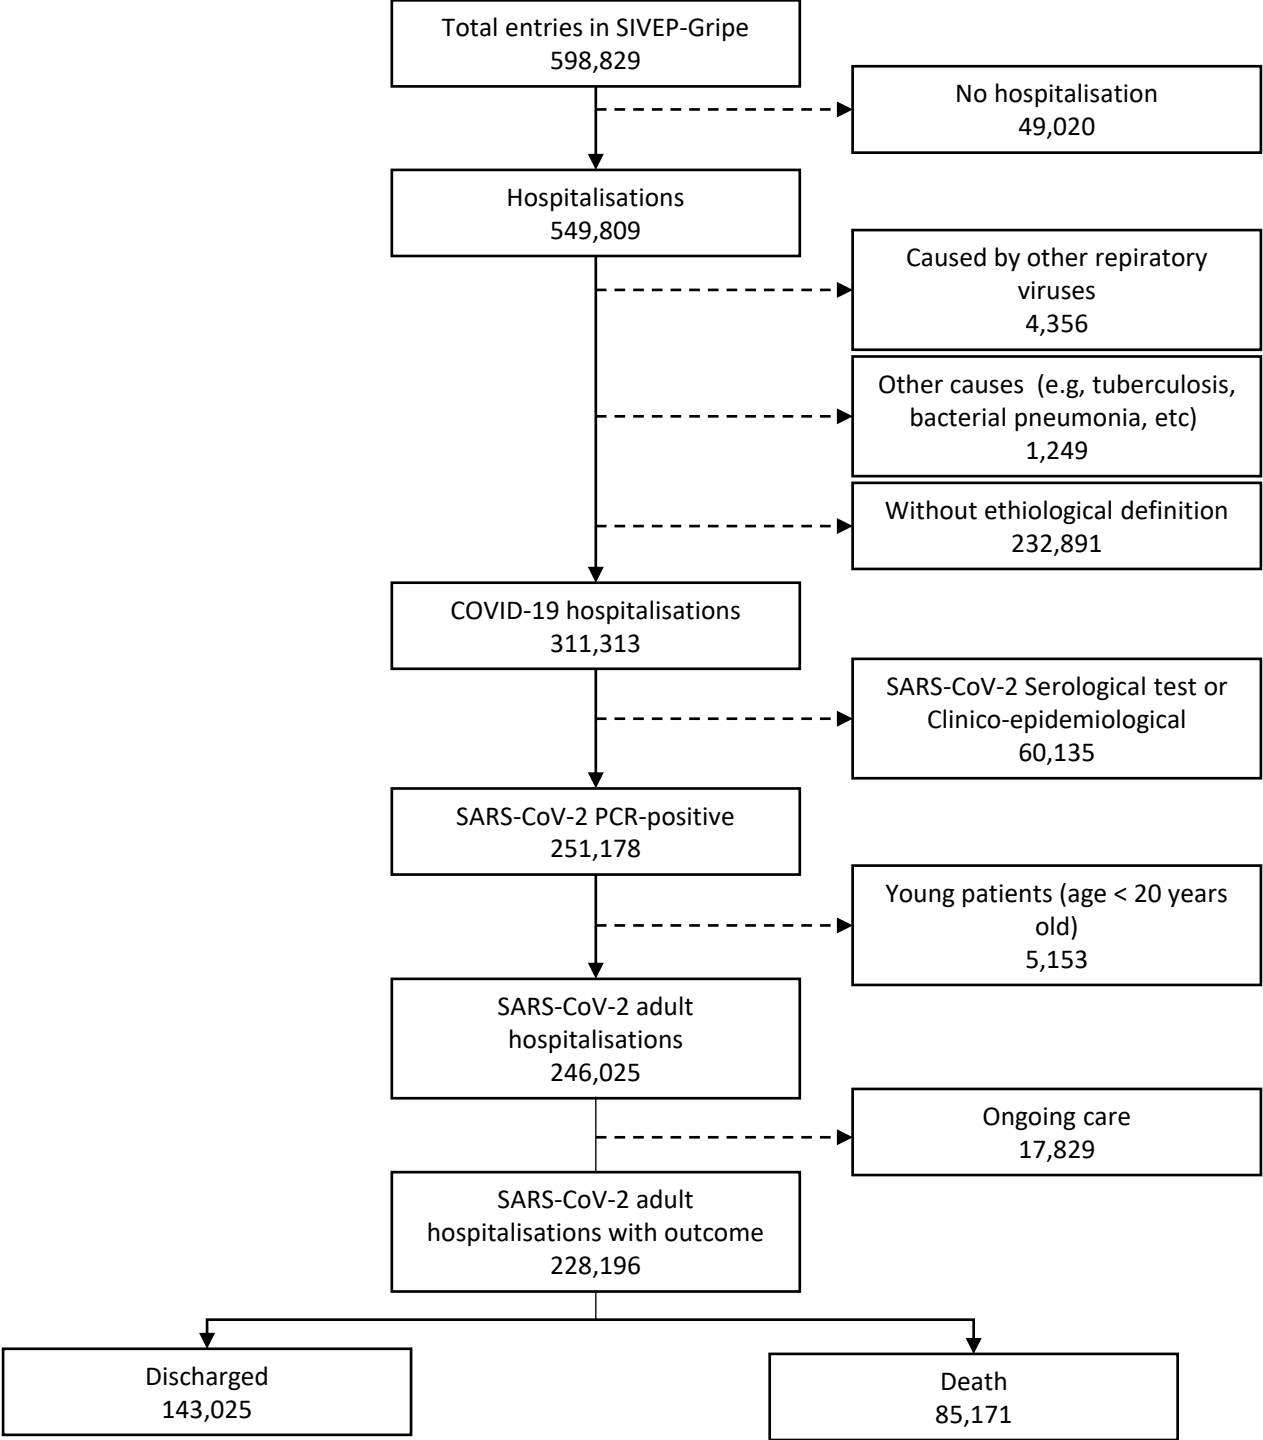 Total entries in SIVEP-Gripe
598,829
No hospitalisation
49,020
Hospitalisations
549,809
Caused by other repiratory
viruses
4,356
Other causes  (e.g, tuberculosis,
bacterial pneumonia, etc)
1,249
Without ethiological definition
232,891
COVID-19 hospitalisations
311,313
SARS-CoV-2 Serological test or
Clinico-epidemiological
60,135
SARS-CoV-2 PCR-positive
251,178
Young patients (age < 20 years
old)
5,153
SARS-CoV-2 adult
hospitalisations
246,025
Ongoing care
17,829
SARS-CoV-2 adult
hospitalisations with outcome
228,196
Discharged
143,025
Death
85,171